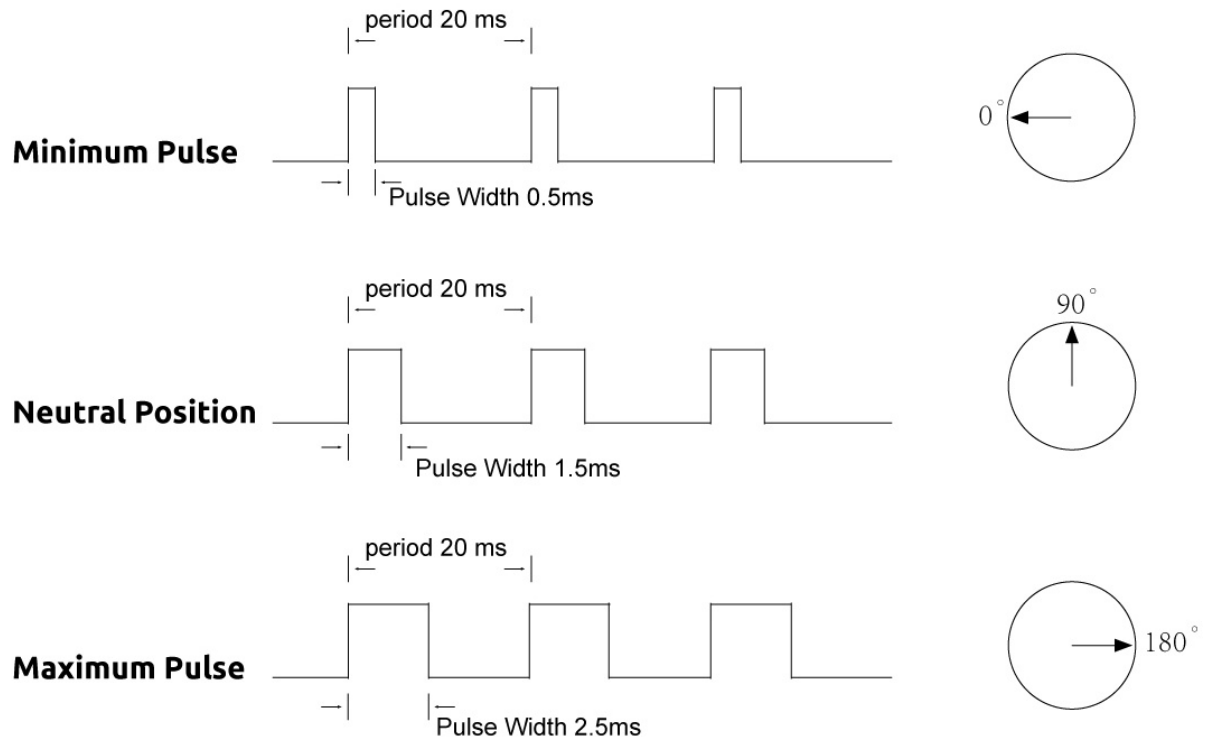 period 20 ms
Minimum Pulse
Pulse Width 0.5ms
0°
period 20 ms
Neutral Position
Pulse Width 1.5ms
90°
period 20 ms
Maximum Pulse
Pulse Width 2.5ms
180°